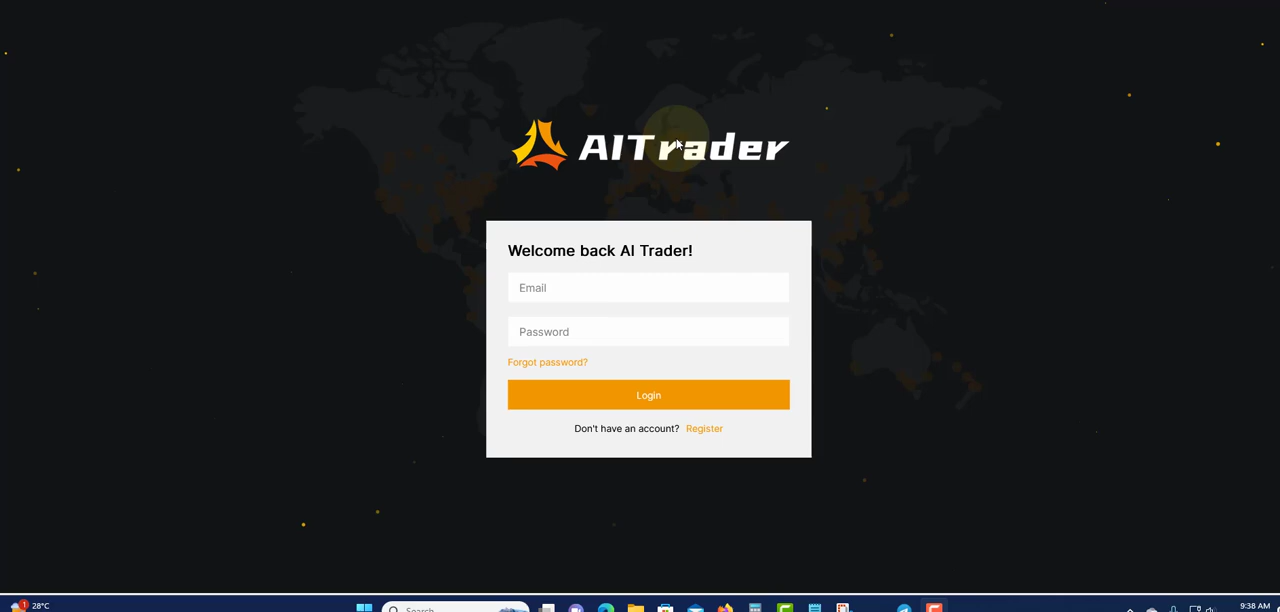 AITrader
Welcome back AI Trader!
Email
Password
Forgot password?
Login
Don't have an account? Register
1
28°C
Search
9:38 AM